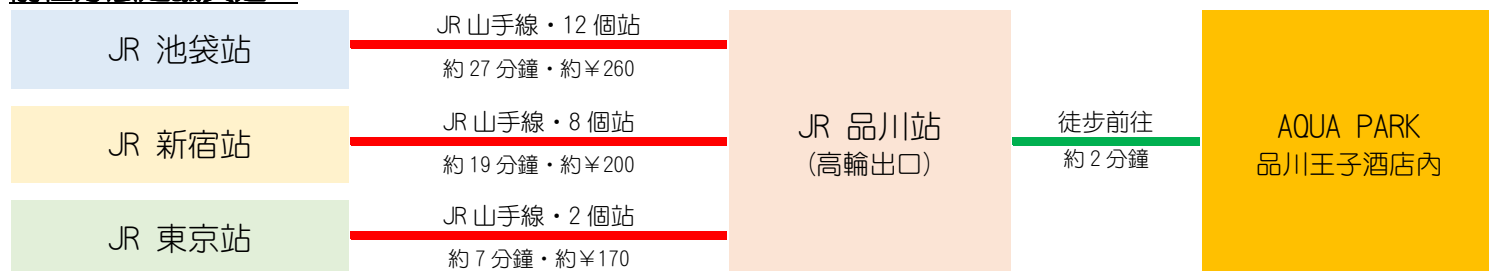 JR 池袋站
JR 山手線・12 個站
約 27 分鐘・約¥260
JR 新宿站
JR 山手線・8 個站
約 19 分鐘・約¥200
JR 東京站
JR 山手線・2 個站
約 7 分鐘・約¥170
JR 品川站
(高輪出口)
徒步前往
約 2 分鐘
AQUA PARK
品川王子酒店內